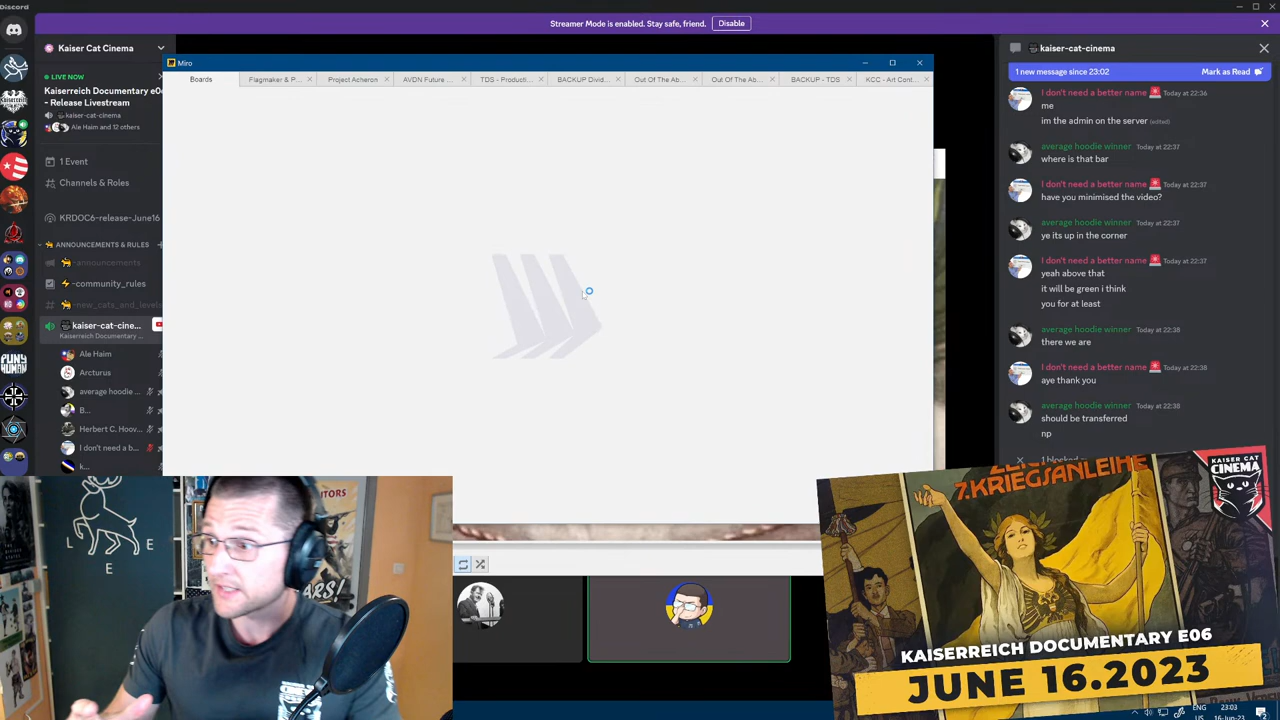 Discord
Streamer Mode is enabled. Stay safe, friend.
Disable
Kaiser Cat Cinema
LIVE NOW
Kaiserreich Documentary e0
- Release Livestream
kaiser-cat-cinema
Ale Haim and 12 others
1 Event
Channels & Roles
KRDOC6-release-June16
ANNOUNCEMENTS & RULES
-announcements
-community_rules
-new_cats_and_levels
kaiser-cat-cine...
Kaiserreich Documentary ...
Ale Haim
Arcturus
average hoodie ...
B...
Herbert C. Hoov...
I don't need a b...
k...
Miro
Boards
Flagmaker & P...
Project Acheron
AVDN Future ...
TDS - Producti...
BACKUP Divid...
Out Of The Ab...
Out Of The Ab...
BACKUP - TDS
KCC - Art Cont...
kaiser-cat-cinema
1 new message since 23:02
Mark as Read
I don't need a better name Today at 22:36
me
im the admin on the server (edited)
average hoodie winner Today at 22:37
where is that bar
I don't need a better name Today at 22:37
have you minimised the video?
average hoodie winner Today at 22:37
ye its up in the corner
I don't need a better name Today at 22:37
yeah above that
it will be green i think
you for at least
average hoodie winner Today at 22:38
there we are
I don't need a better name Today at 22:38
aye thank you
average hoodie winner Today at 22:38
should be transferred
np
L E
E
7. KRIEGSANLEIHE
KAISER CAT
CINEMA
KAISERREICH DOCUMENTARY E06
JUNE 16.2023
ENG
US
23:03
16-Jun-23